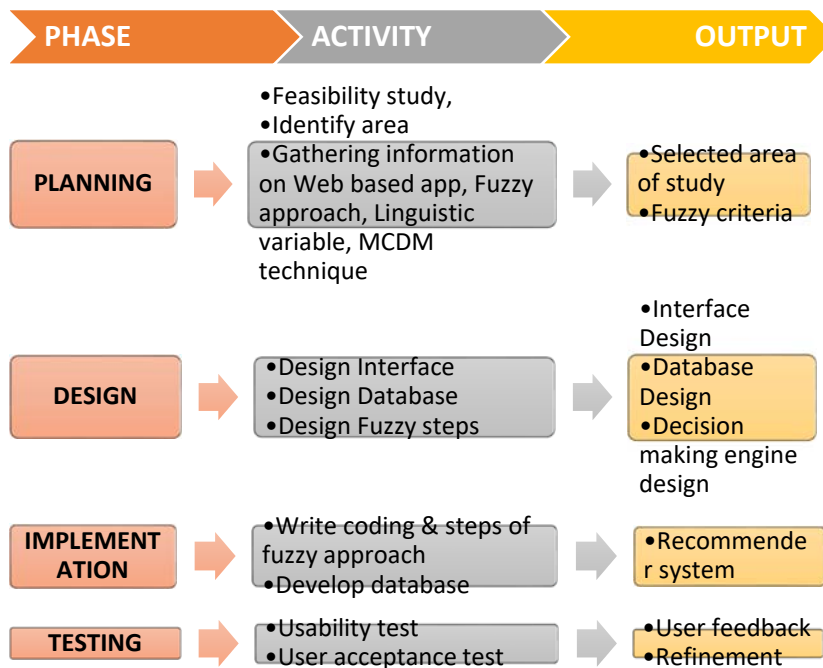 PHASE
ACTIVITY
OUTPUT
PLANNING
•Feasibility study,
•Identify area
•Gathering information
on Web based app, Fuzzy
approach, Linguistic
variable, MCDM
technique
•Selected area
of study
•Fuzzy criteria
DESIGN
•Design Interface
•Design Database
•Design Fuzzy steps
•Interface
Design
•Database
Design
•Decision
making engine
design
IMPLEMENT
ATION
•Write coding & steps of
fuzzy approach
•Develop database
•Recommende
r system
TESTING
•Usability test
•User acceptance test
•User feedback
•Refinement